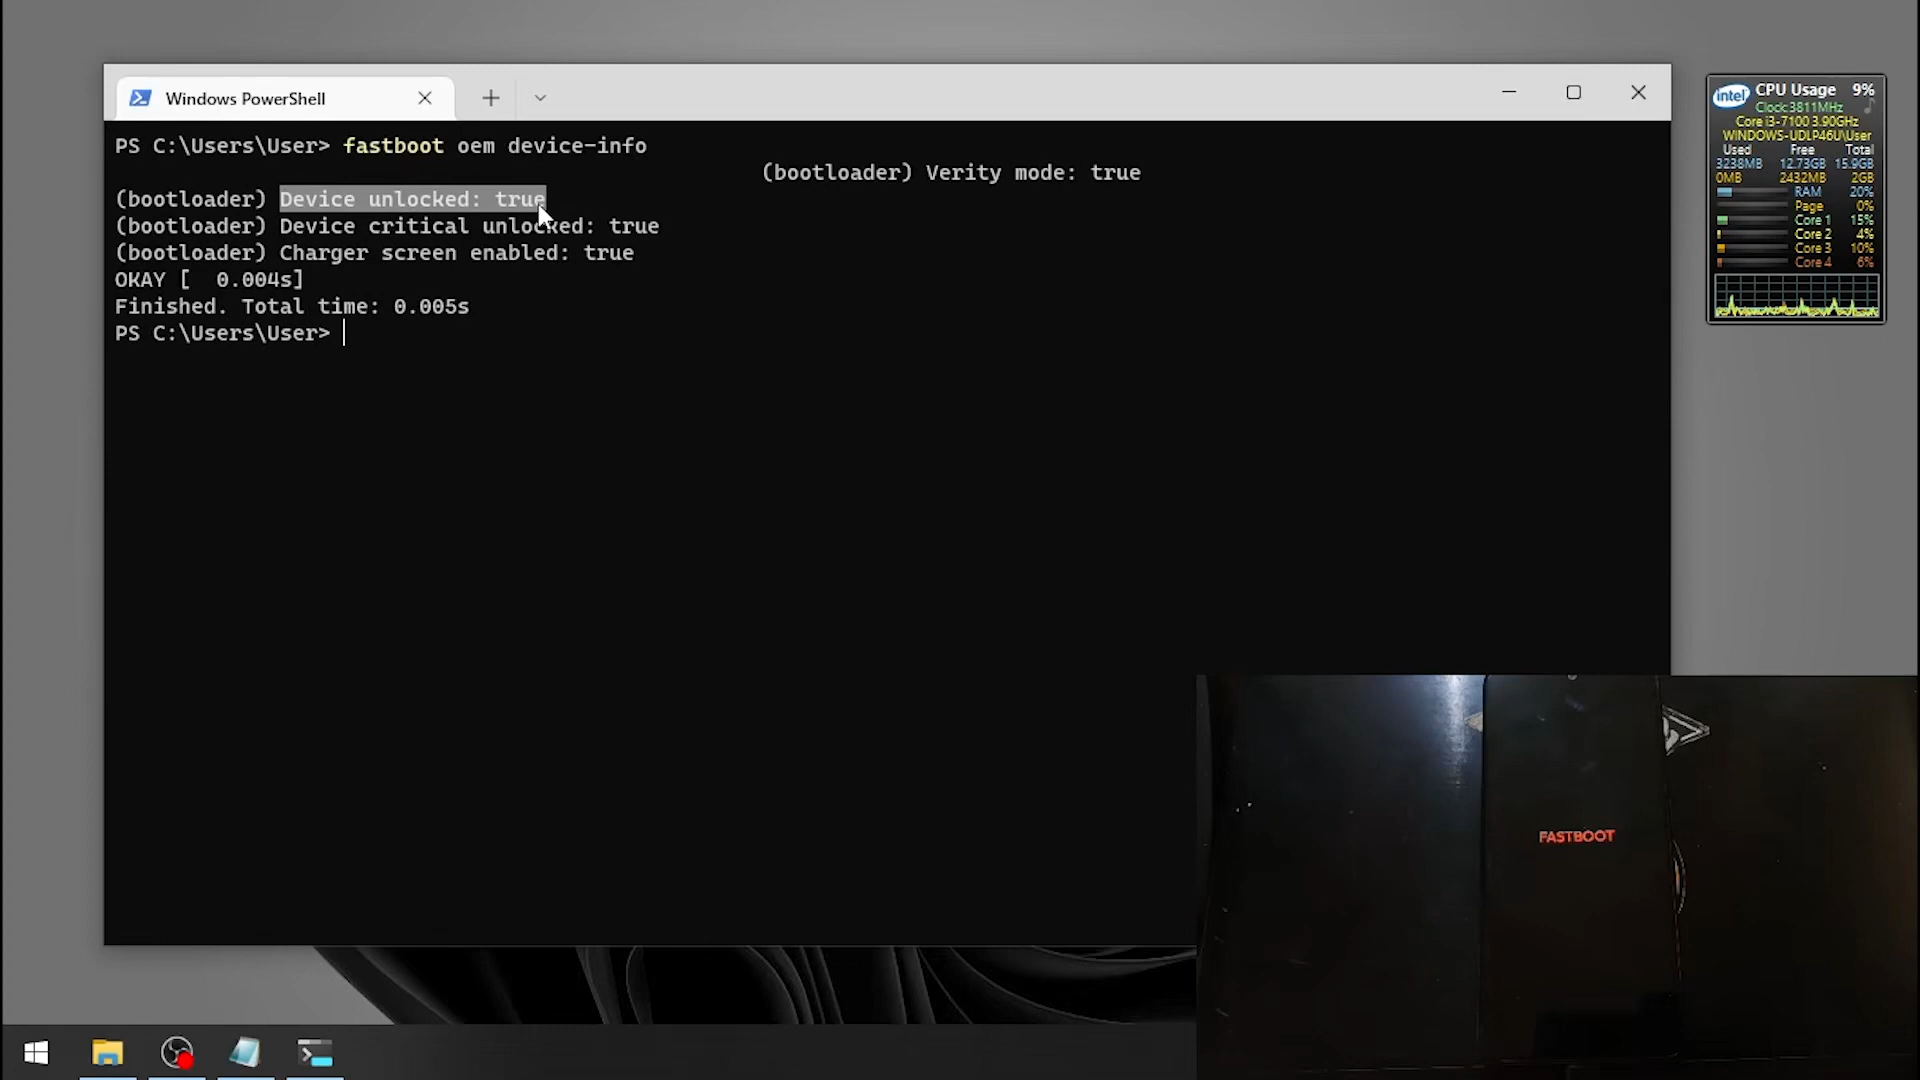 Windows PowerShell
PS C:\Users\User> fastboot oem device-info
(bootloader) Verity mode: true
(bootloader) Device unlocked: true
(bootloader) Device critical unlocked: true
(bootloader) Charger screen enabled: true
OKAY [  0.004s]
Finished. Total time: 0.005s
PS C:\Users\User>
intel
CPU Usage 9%
Clock:3811MHz
Core i3-7100 3.90GHz
WINDOWS-UDLP46U\User
Used Free Total
3238MB 12.73GB 15.9GB
0MB 2432MB 2GB
RAM 20%
Page 0%
Core 1 15%
Core 2 4%
Core 3 10%
Core 4 6%
FASTBOOT